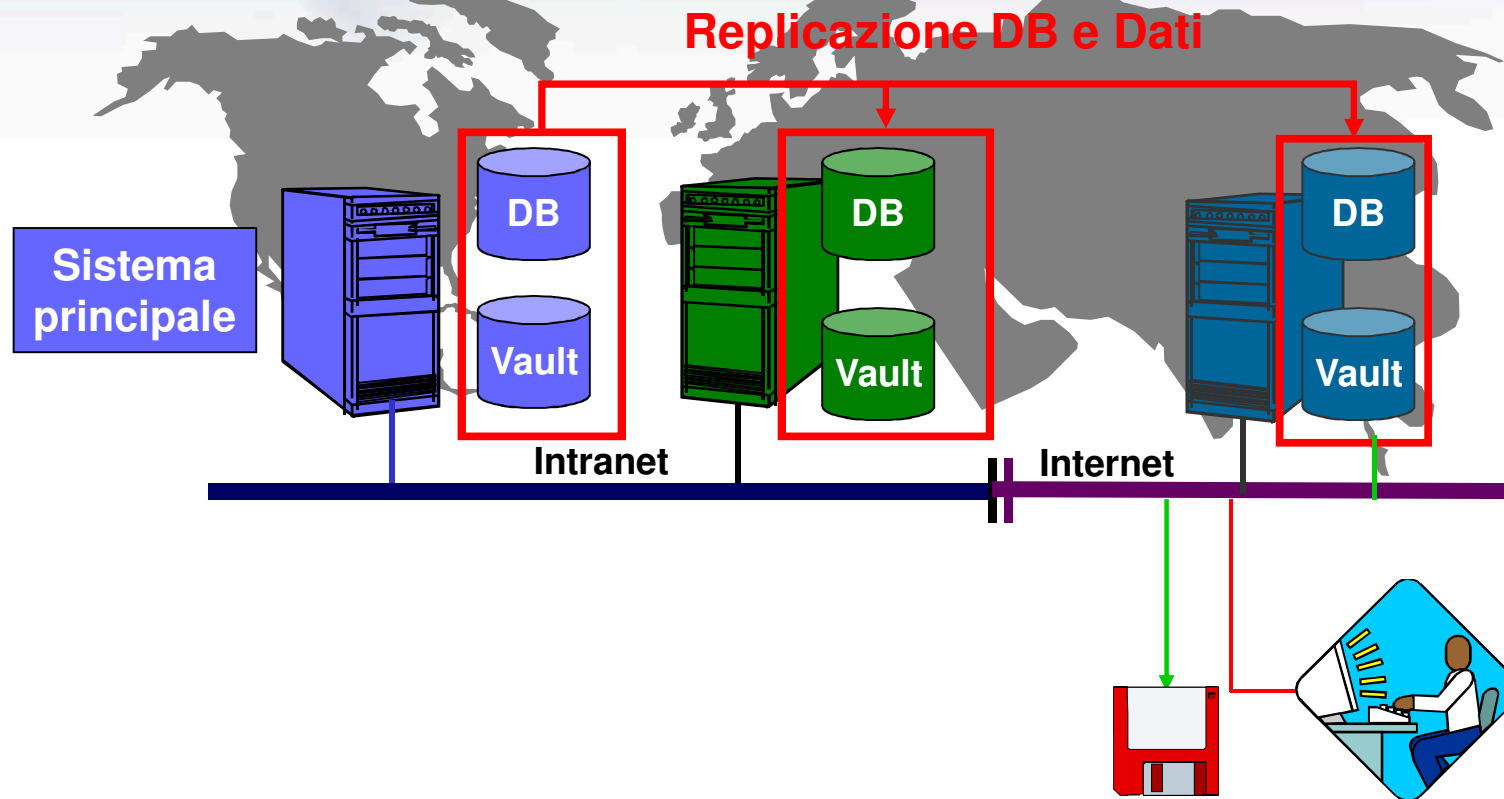 Replicazione DB e Dati
DB
DB
DB
Sistema
principale
Vault
Vault
Vault
Intranet
Internet